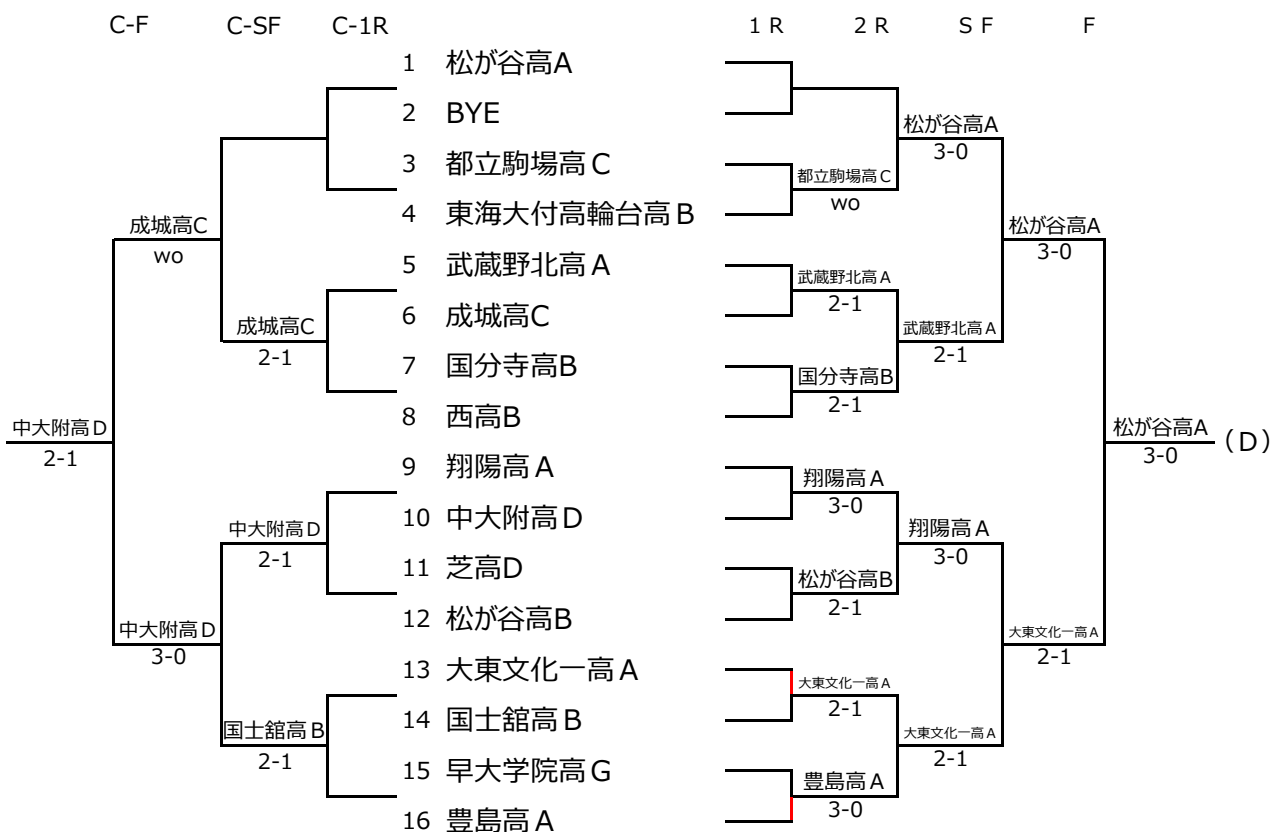 C-F C-SF C-1R 1R 2R SF F
1 松が谷高A
2 BYE
松が谷高A
3-0
3 都立駒場高C
都立駒場高C
wo
4 東海大付高輪台高B
成城高C
wo
松が谷高A
3-0
5 武蔵野北高A
武蔵野北高A
2-1
6 成城高C
成城高C
2-1
武蔵野北高A
2-1
7 国分寺高B
国分寺高B
2-1
8 西高B
中大附高D
2-1
松が谷高A
3-0
(D)
9 翔陽高A
翔陽高A
3-0
10 中大附高D
中大附高D
2-1
翔陽高A
3-0
11 芝高D
松が谷高B
2-1
12 松が谷高B
中大附高D
3-0
大東文化一高A
2-1
13 大東文化一高A
大東文化一高A
2-1
14 国士舘高B
国士舘高B
2-1
大東文化一高A
2-1
15 早大学院高G
豊島高A
3-0
16 豊島高A